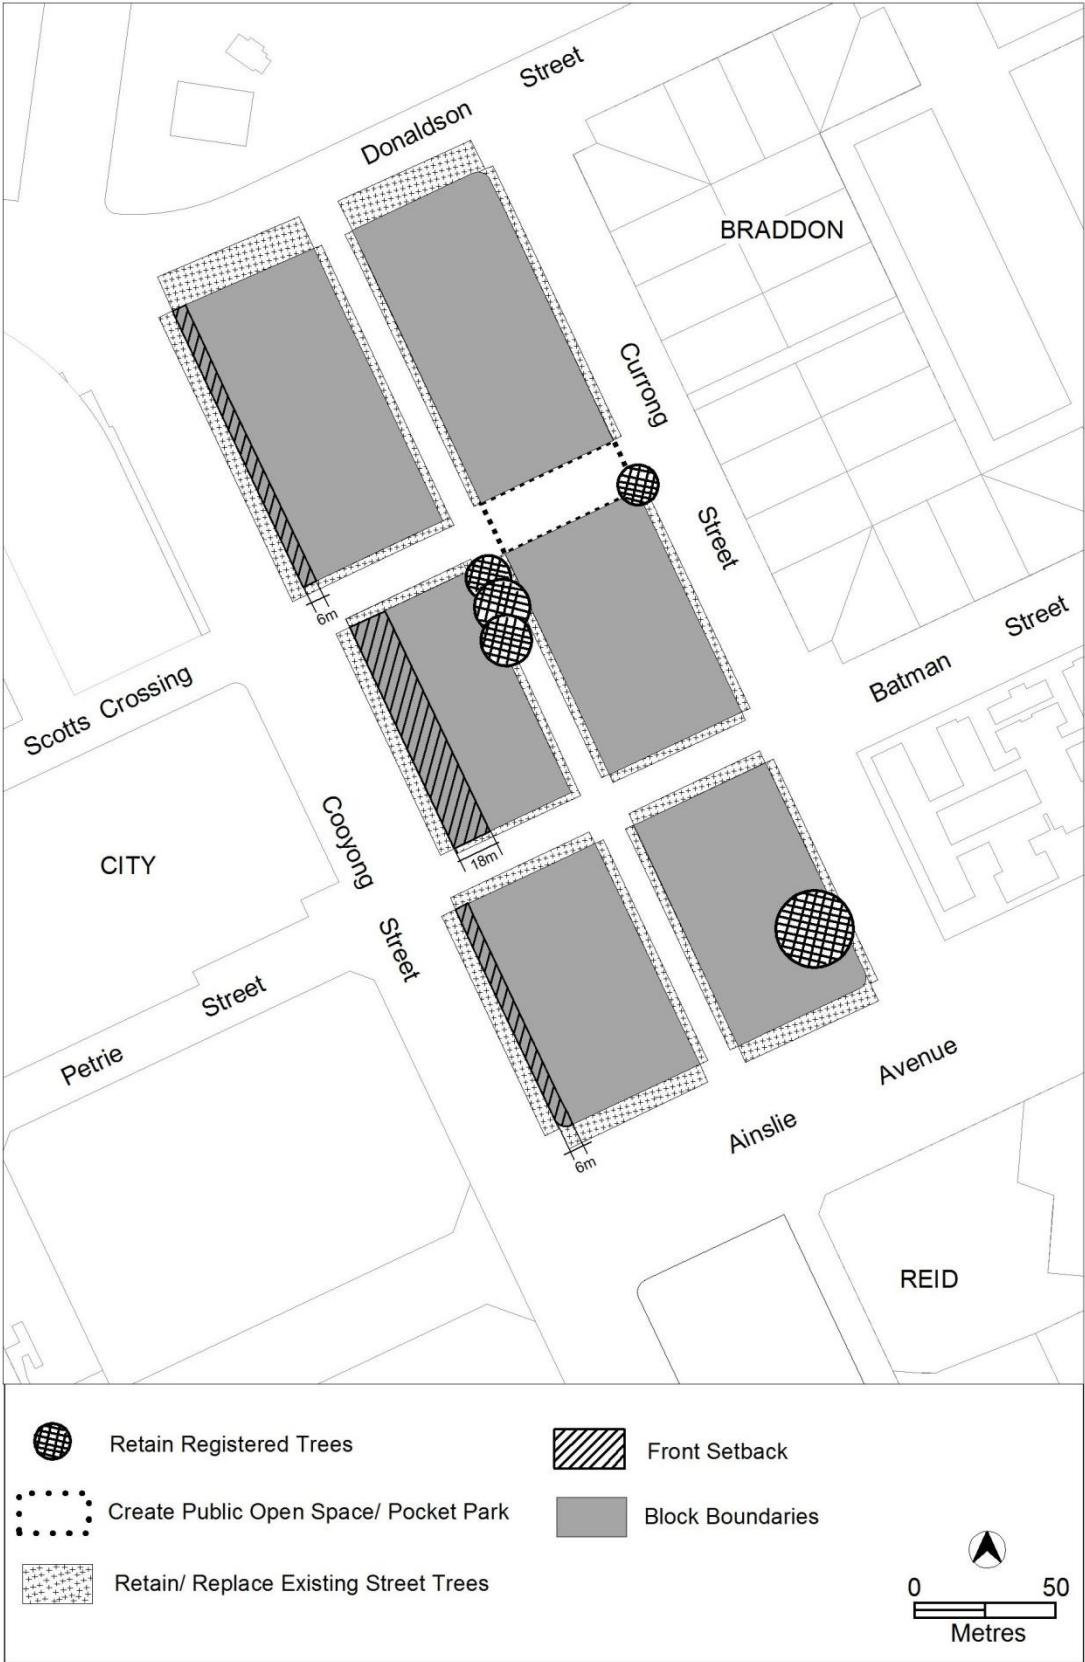 Donaldson Street
BRADDON
Currong Street
6m
Batman Street
Scotts Crossing
Cooyong Street
18m
CITY
Petrie Street
Ainslie Avenue
6m
REID
Retain Registered Trees
Front Setback
Create Public Open Space/ Pocket Park
Block Boundaries
Retain/ Replace Existing Street Trees
0 50
Metres